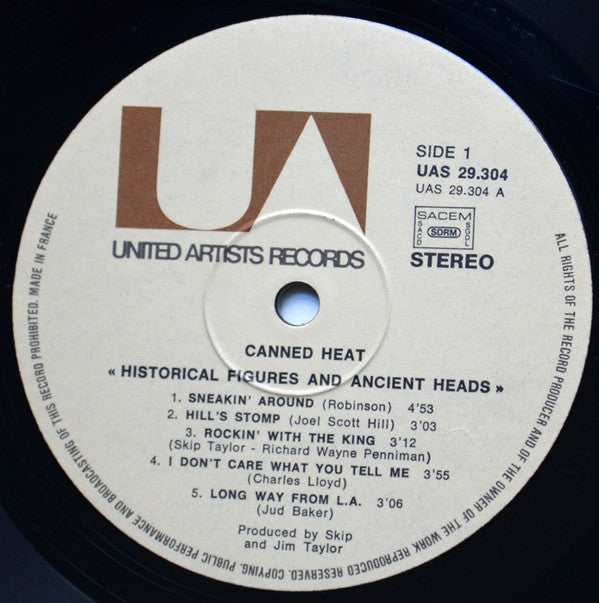 UA
UNITED ARTISTS RECORDS
SIDE 1
UAS 29.304
UAS 29.304 A
SACEM
SACD
SDRM
SGDL
STEREO
CANNED HEAT
« HISTORICAL FIGURES AND ANCIENT HEADS »
1. SNEAKIN' AROUND (Robinson) 4'53
2. HILL'S STOMP (Joel Scott Hill) 3'03
3. ROCKIN' WITH THE KING 3'12
(Skip Taylor - Richard Wayne Penniman)
4. I DON'T CARE WHAT YOU TELL ME 3'55
(Charles Lloyd)
5. LONG WAY FROM L.A. 3'06
(Jud Baker)
Produced by Skip
and Jim Taylor
ALL RIGHTS OF THE RECORD PRODUCER AND OF THE OWNER OF THE WORK REPRODUCED RESERVED. COPYING, PUBLIC PERFORMANCE AND BROADCASTING OF THIS RECORD PROHIBITED. MADE IN FRANCE